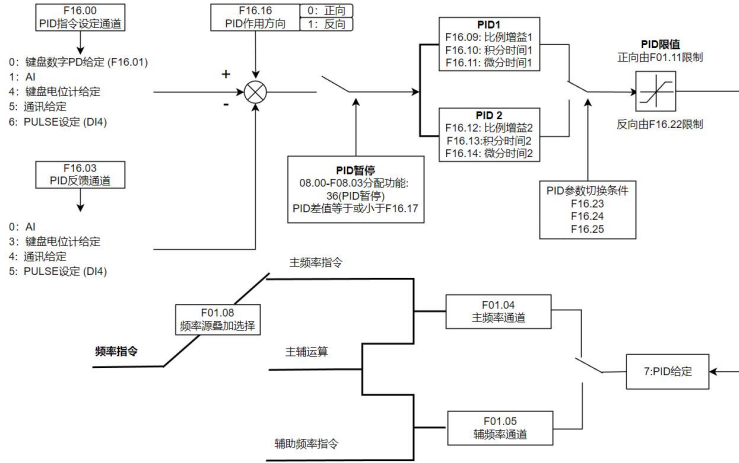 F16.00
PID指令设定通道
F16.16
PID作用方向
0：正向
1：反向
0：键盘数字PD给定 (F16.01)
1：AI
4：键盘电位计给定
5：通讯给定
6：PULSE设定 (DI4)
+
-
F16.03
PID反馈通道
0：AI
3：键盘电位计给定
4：通讯给定
5：PULSE设定 (DI4)
PID暂停
08.00-F08.03分配功能:
36(PID暂停)
PID差值等于或小于F16.17
PID1
F16.09: 比例增益1
F16.10: 积分时间1
F16.11: 微分时间1
PID 2
F16.12: 比例增益2
F16.13:积分时间2
F16.14: 微分时间2
PID限值
正向由F01.11限制
反向由F16.22限制
PID参数切换条件
F16.23
F16.24
F16.25
主频率指令
F01.08
频率源叠加选择
频率指令
主辅运算
辅助频率指令
F01.04
主频率通道
F01.05
辅频率通道
7:PID给定